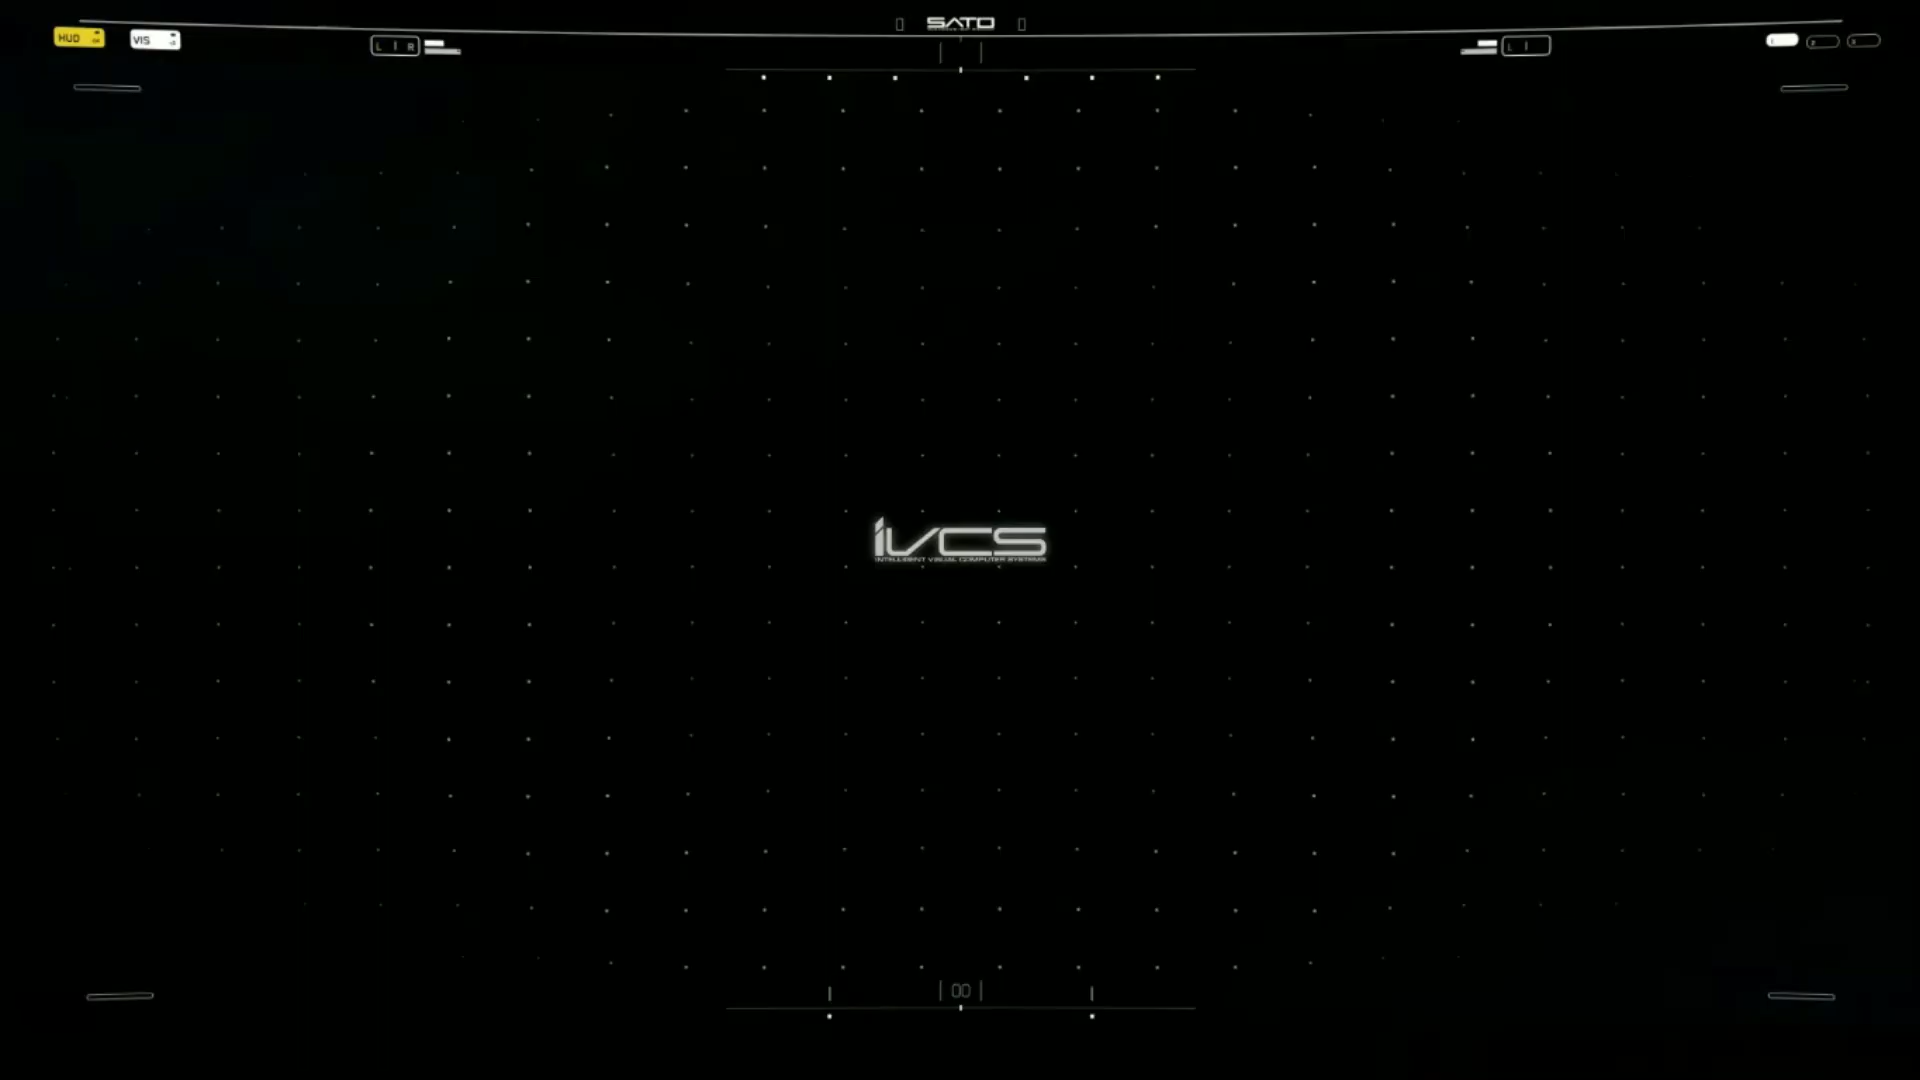 SATO
HUD
VIS
L R
L
iVCS
INTELLIGENT VISUAL COMPUTER SYSTEMS
00